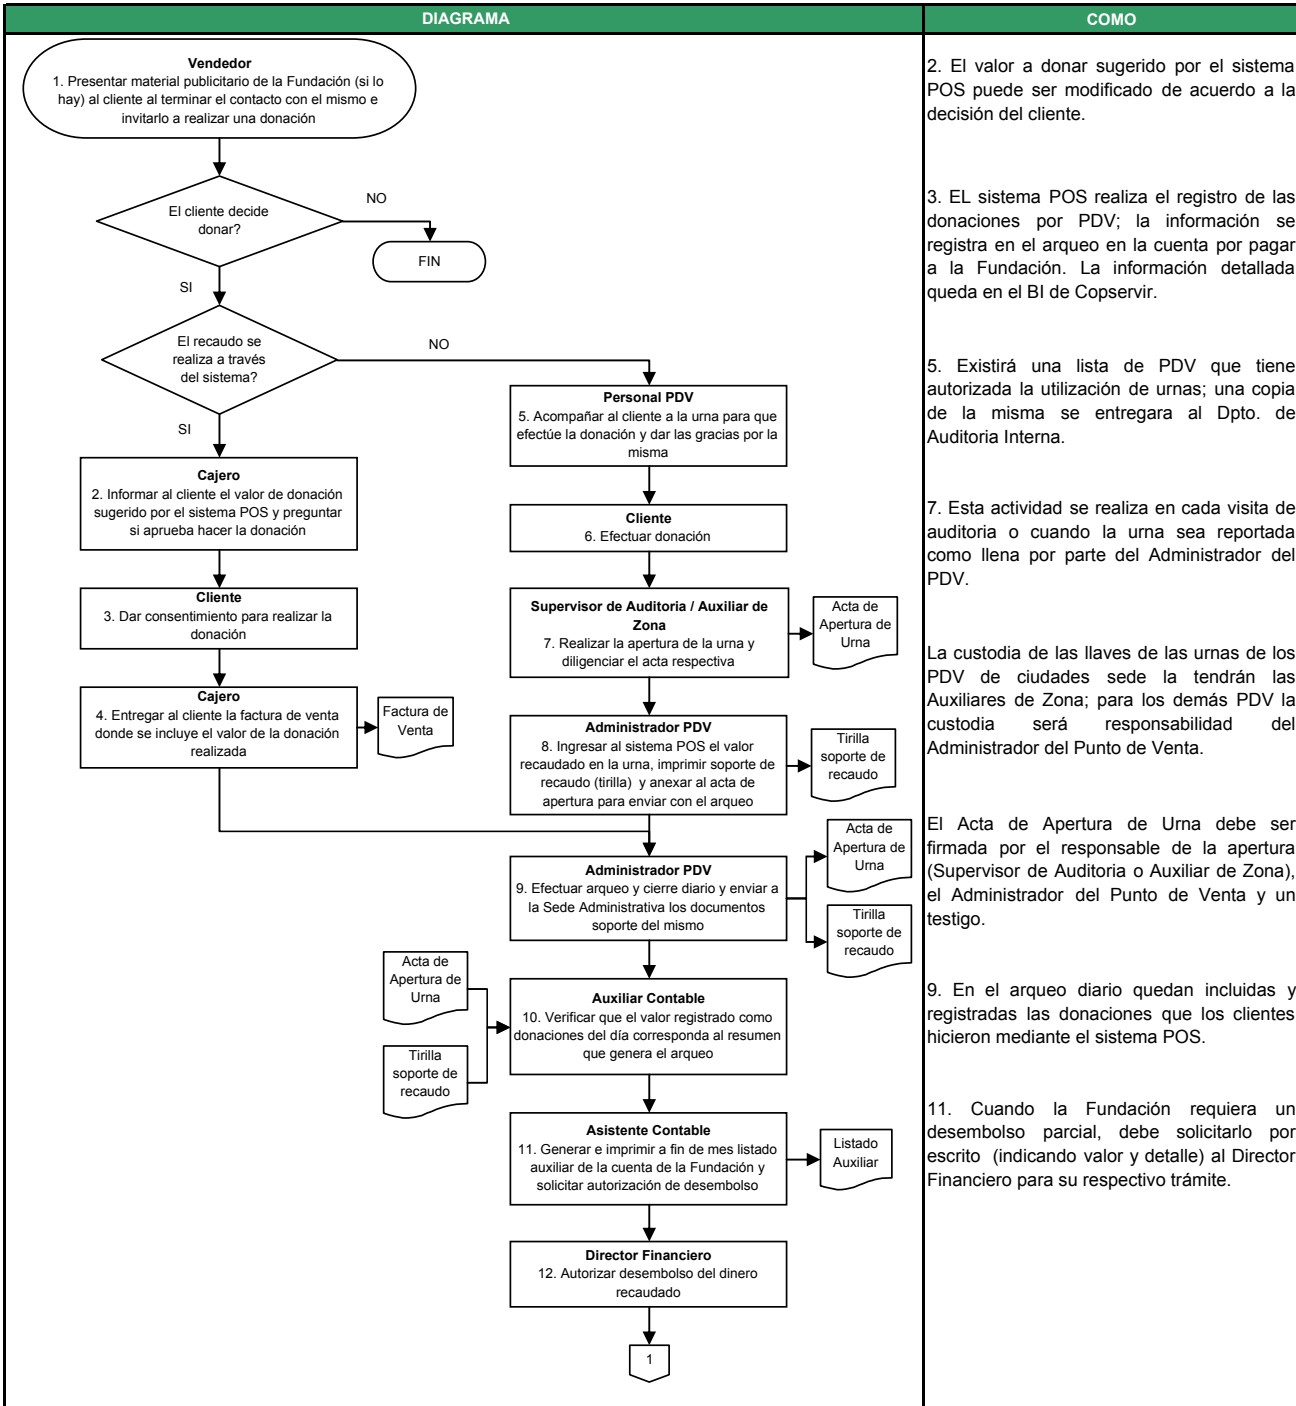 DIAGRAMA
COMO
Vendedor
1. Presentar material publicitario de la Fundación (si lo
hay) al cliente al terminar el contacto con el mismo e
invitarlo a realizar una donación
El cliente decide
donar?
NO
FIN
SI
El recaudo se
realiza a través
del sistema?
NO
SI
Personal PDV
5. Acompañar al cliente a la urna para que
efectúe la donación y dar las gracias por la
misma
Cajero
2. Informar al cliente el valor de donación
sugerido por el sistema POS y preguntar
si aprueba hacer la donación
Cliente
6. Efectuar donación
Cliente
3. Dar consentimiento para realizar la
donación
Supervisor de Auditoria / Auxiliar de
Zona
7. Realizar la apertura de la urna y
diligenciar el acta respectiva
Acta de
Apertura de
Urna
Cajero
4. Entregar al cliente la factura de venta
donde se incluye el valor de la donación
realizada
Factura de
Venta
Administrador PDV
8. Ingresar al sistema POS el valor
recaudado en la urna, imprimir soporte de
recaudo (tirilla) y anexar al acta de
apertura para enviar con el arqueo
Tirilla
soporte de
recaudo
Administrador PDV
9. Efectuar arqueo y cierre diario y enviar a
la Sede Administrativa los documentos
soporte del mismo
Acta de
Apertura de
Urna
Tirilla
soporte de
recaudo
Acta de
Apertura de
Urna
Tirilla
soporte de
recaudo
Auxiliar Contable
10. Verificar que el valor registrado como
donaciones del día corresponda al resumen
que genera el arqueo
Asistente Contable
11. Generar e imprimir a fin de mes listado
auxiliar de la cuenta de la Fundación y
solicitar autorización de desembolso
Listado
Auxiliar
Director Financiero
12. Autorizar desembolso del dinero
recaudado
1
2. El valor a donar sugerido por el sistema
POS puede ser modificado de acuerdo a la
decisión del cliente.
3. EL sistema POS realiza el registro de las
donaciones por PDV; la información se
registra en el arqueo en la cuenta por pagar
a la Fundación. La información detallada
queda en el BI de Copservir.
5. Existirá una lista de PDV que tiene
autorizada la utilización de urnas; una copia
de la misma se entregara al Dpto. de
Auditoria Interna.
7. Esta actividad se realiza en cada visita de
auditoria o cuando la urna sea reportada
como llena por parte del Administrador del
PDV.
La custodia de las llaves de las urnas de los
PDV de ciudades sede la tendrán las
Auxiliares de Zona; para los demás PDV la
custodia será responsabilidad del
Administrador del Punto de Venta.
El Acta de Apertura de Urna debe ser
firmada por el responsable de la apertura
(Supervisor de Auditoria o Auxiliar de Zona),
el Administrador del Punto de Venta y un
testigo.
9. En el arqueo diario quedan incluidas y
registradas las donaciones que los clientes
hicieron mediante el sistema POS.
11. Cuando la Fundación requiera un
desembolso parcial, debe solicitarlo por
escrito (indicando valor y detalle) al Director
Financiero para su respectivo trámite.